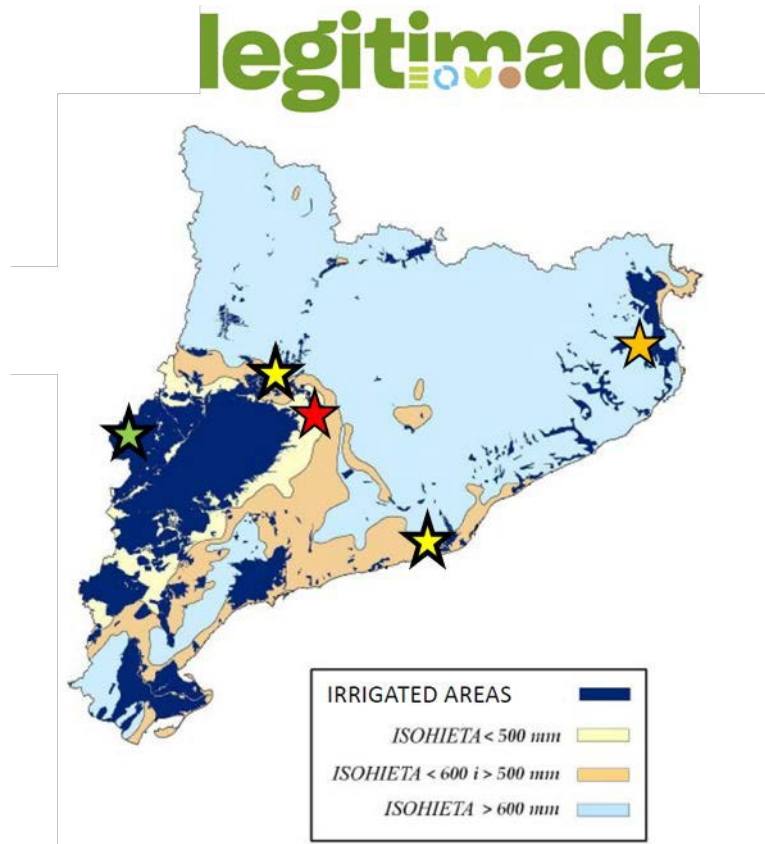 legitimada
IRRIGATED AREAS
ISOHIETA < 500 mm
ISOHIETA < 600 i > 500 mm
ISOHIETA > 600 mm